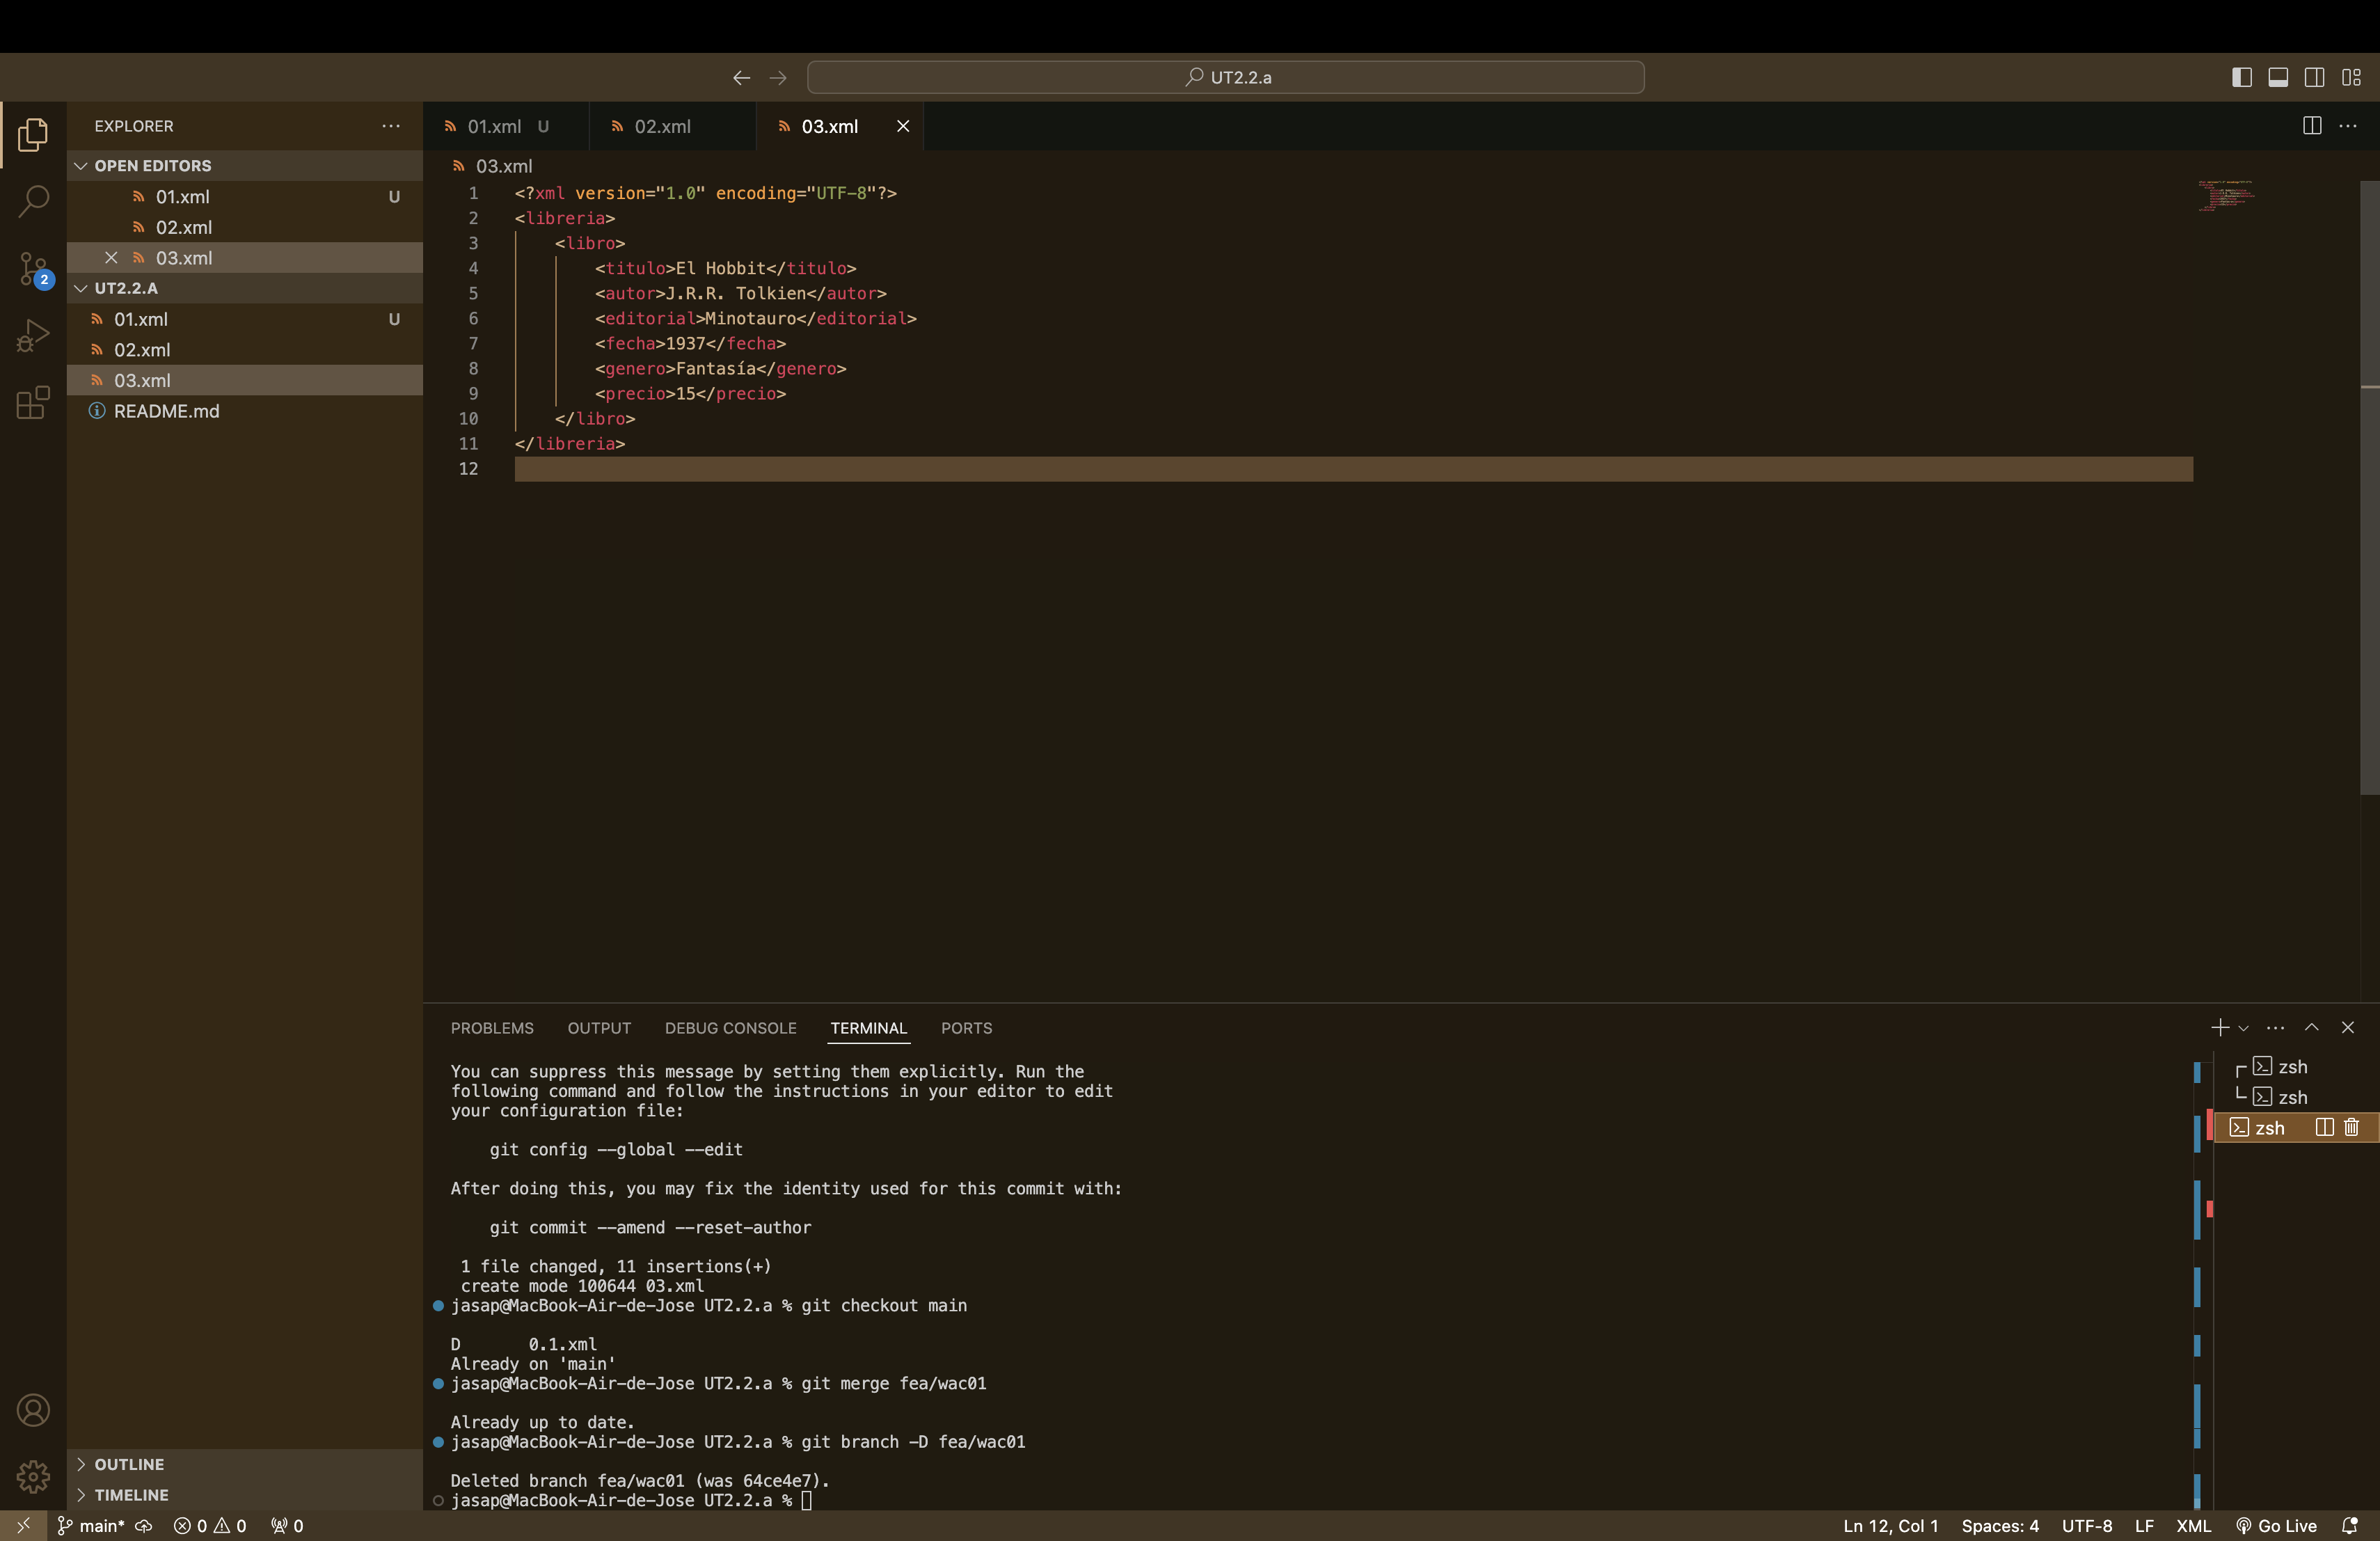 UT2.2.a
EXPLORER
OPEN EDITORS
01.xml U
02.xml
03.xml
UT2.2.A
01.xml U
02.xml
03.xml
README.md
OUTLINE
TIMELINE
2
01.xml U
02.xml
03.xml
03.xml
1 <?xml version="1.0" encoding="UTF-8"?>
2 <libreria>
3 <libro>
4 <titulo>El Hobbit</titulo>
5 <autor>J.R.R. Tolkien</autor>
6 <editorial>Minotauro</editorial>
7 <fecha>1937</fecha>
8 <genero>Fantasía</genero>
9 <precio>15</precio>
10 </libro>
11 </libreria>
12
PROBLEMS OUTPUT DEBUG CONSOLE TERMINAL PORTS
You can suppress this message by setting them explicitly. Run the
following command and follow the instructions in your editor to edit
your configuration file:
git config --global --edit
After doing this, you may fix the identity used for this commit with:
git commit --amend --reset-author
1 file changed, 11 insertions(+)
create mode 100644 03.xml
jasap@MacBook-Air-de-Jose UT2.2.a % git checkout main
D 0.1.xml
Already on 'main'
jasap@MacBook-Air-de-Jose UT2.2.a % git merge fea/wac01
Already up to date.
jasap@MacBook-Air-de-Jose UT2.2.a % git branch -D fea/wac01
Deleted branch fea/wac01 (was 64ce4e7).
jasap@MacBook-Air-de-Jose UT2.2.a %
zsh
zsh
zsh
main* 0 0 0
Ln 12, Col 1 Spaces: 4 UTF-8 LF XML Go Live